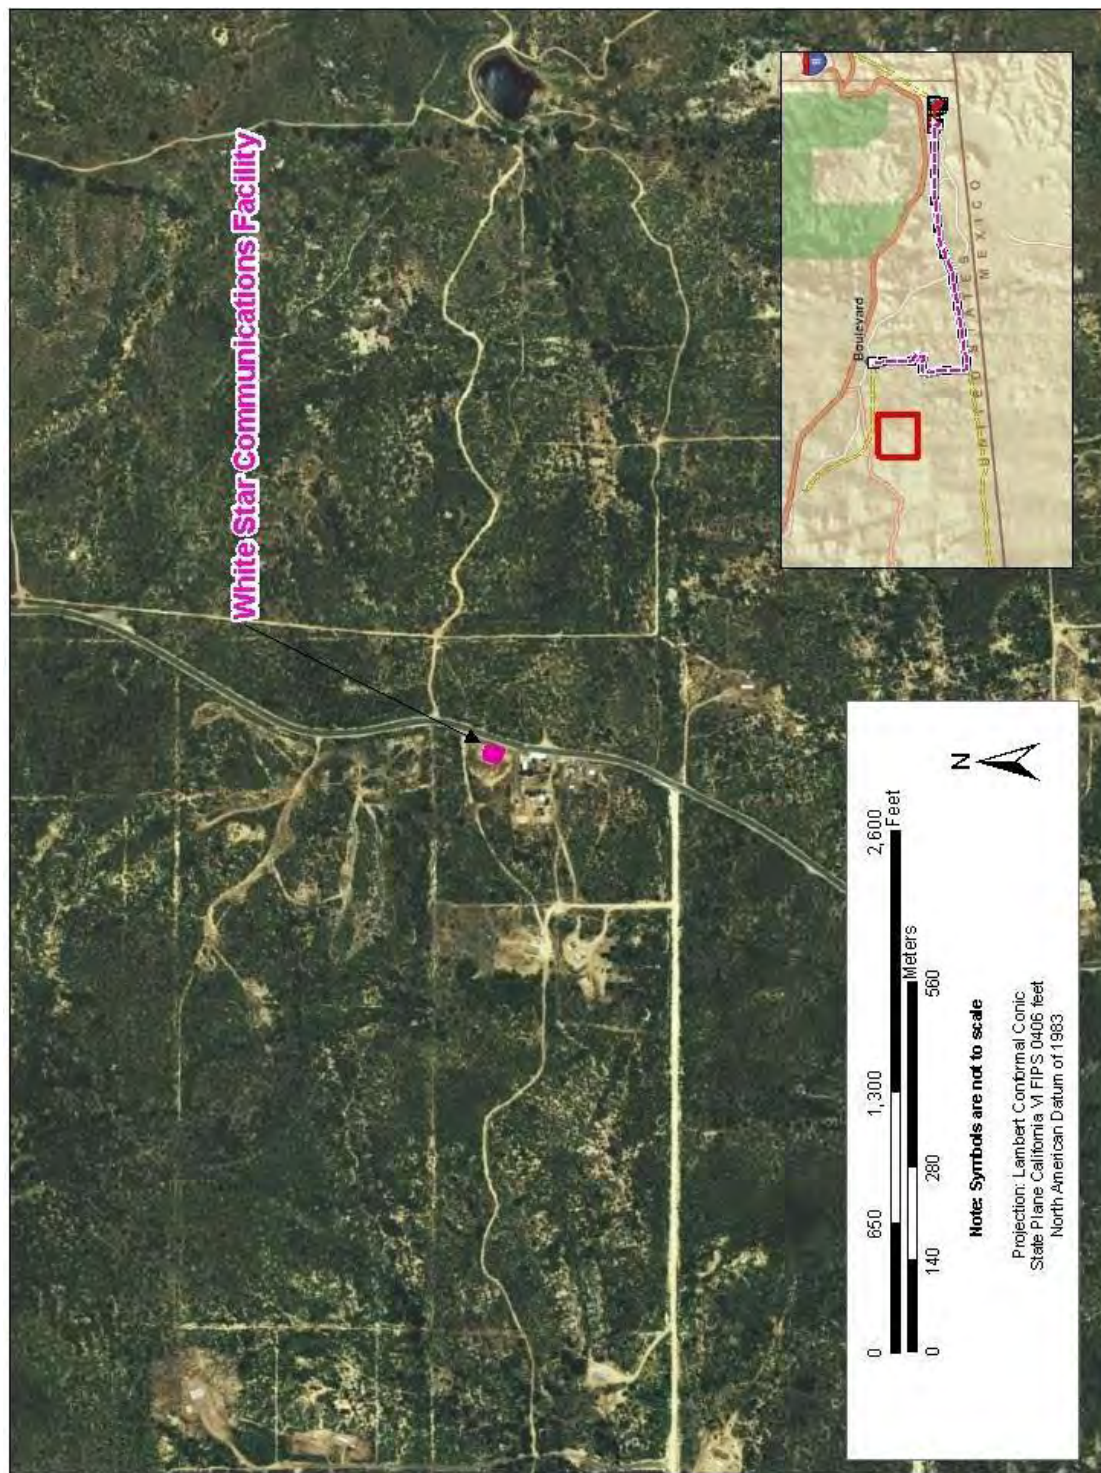 White Star Communications Facility
8
Boulevard
UNITED STATES
MEXICO
0 650 1,300 2,600
Feet
Meters
0 140 280 560
N
Note: Symbols are not to scale
Projection: Lambert Conformal Conic
State Plane California VI FIPS 0406 feet
North American Datum of 1983